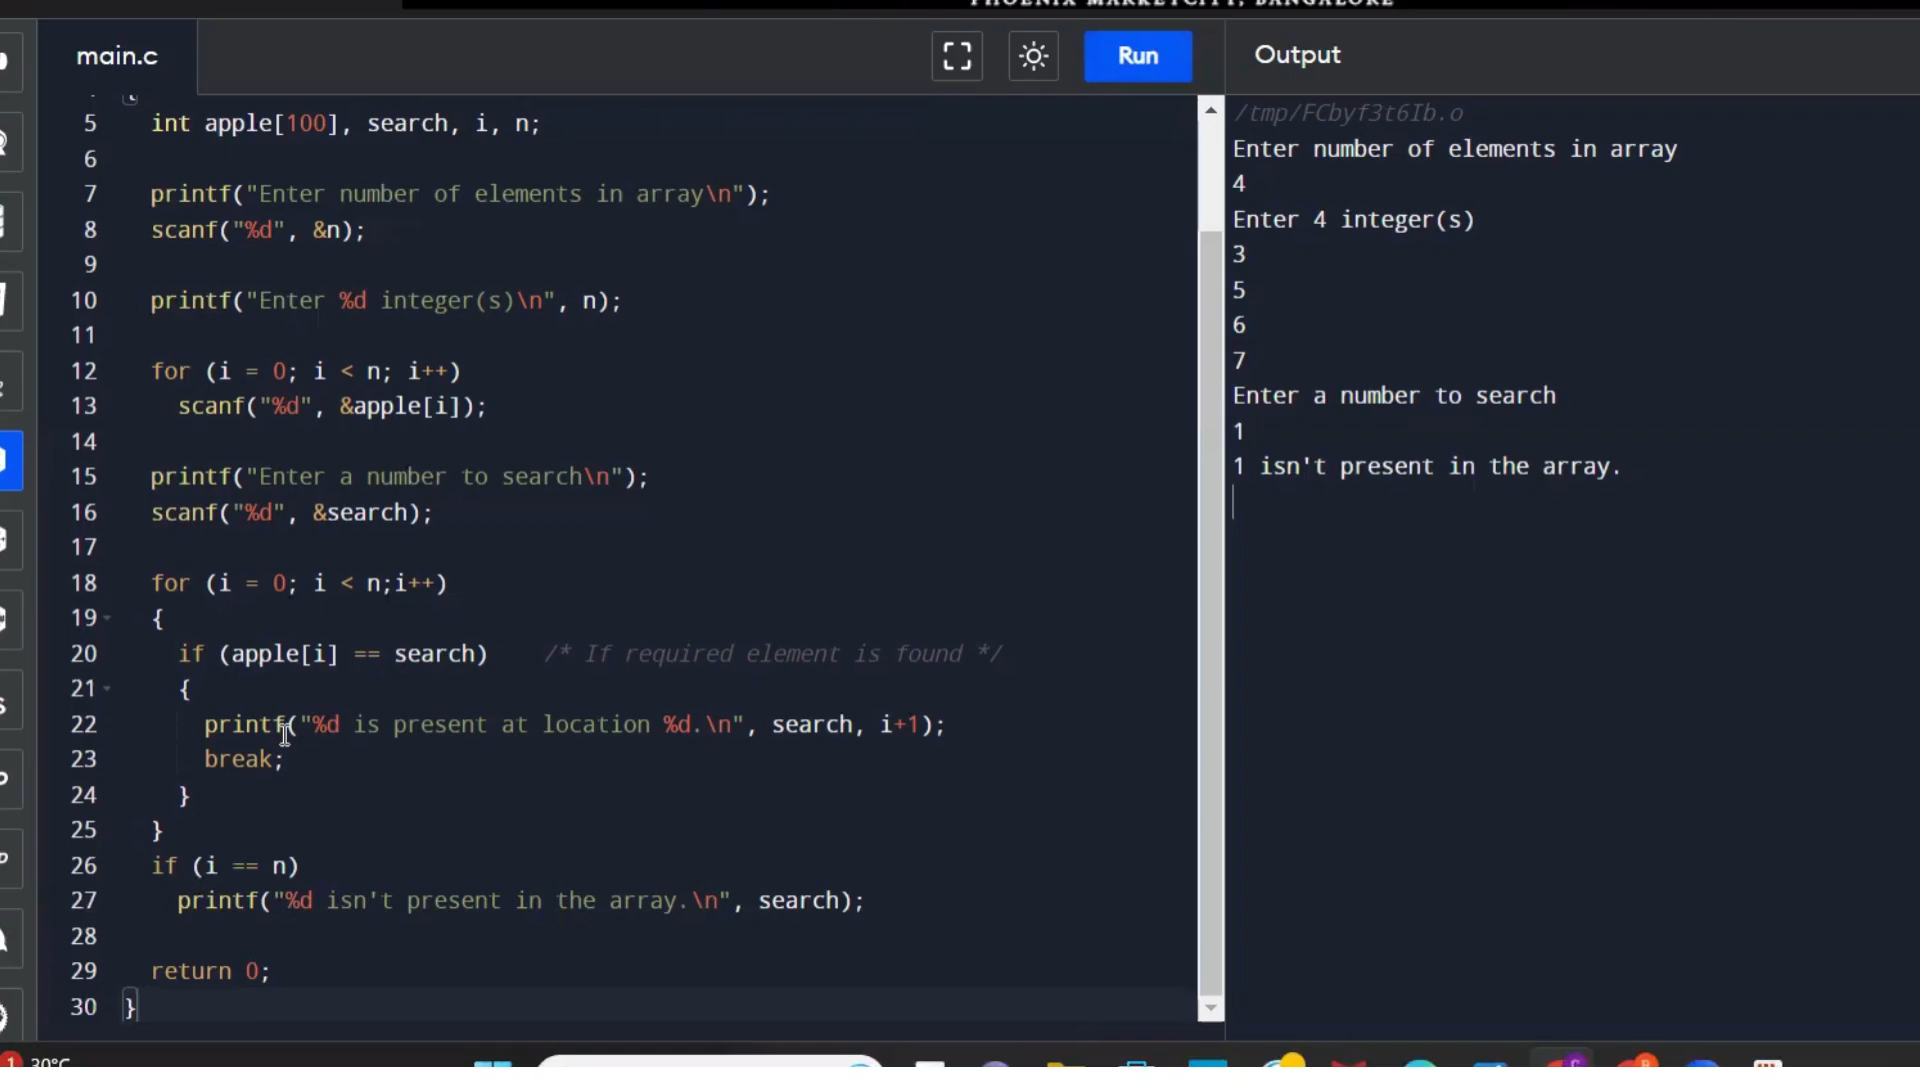 PHOENIX MARKETCITY, BANGALORE
main.c
Run
Output
5 int apple[100], search, i, n;
6
7 printf("Enter number of elements in array\n");
8 scanf("%d", &n);
9
10 printf("Enter %d integer(s)\n", n);
11
12 for (i = 0; i < n; i++)
13 scanf("%d", &apple[i]);
14
15 printf("Enter a number to search\n");
16 scanf("%d", &search);
17
18 for (i = 0; i < n;i++)
19 {
20 if (apple[i] == search) /* If required element is found */
21 {
22 printf("%d is present at location %d.\n", search, i+1);
23 break;
24 }
25 }
26 if (i == n)
27 printf("%d isn't present in the array.\n", search);
28
29 return 0;
30 }
/tmp/FCbyf3t6Ib.o
Enter number of elements in array
4
Enter 4 integer(s)
3
5
6
7
Enter a number to search
1
1 isn't present in the array.
1
30°C